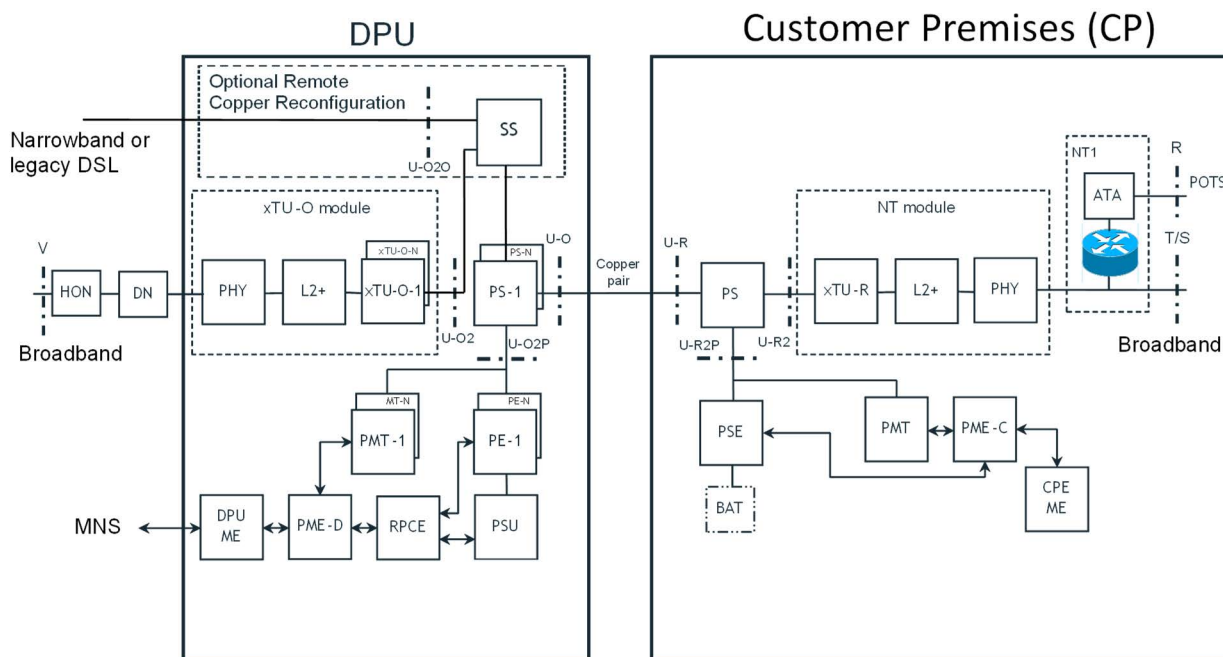 DPU
Customer Premises (CP)
Optional Remote
Copper Reconfiguration
SS
Narrowband or
legacy DSL
U-O2O
xTU-O module
NT module
NT1
R
ATA
POTS
V
HON
DN
PHY
L2+
xTU-O-N
xTU-O-1
U-O2
PS-N
PS-1
U-O
Copper
pair
U-R
PS
xTU-R
L2+
PHY
T/S
Broadband
U-O2P
U-R2P
U-R2
Broadband
MT-N
PMT-1
PE-N
PE-1
PSE
PMT
PME-C
BAT
CPE
ME
MNS
DPU
ME
PME-D
RPCE
PSU